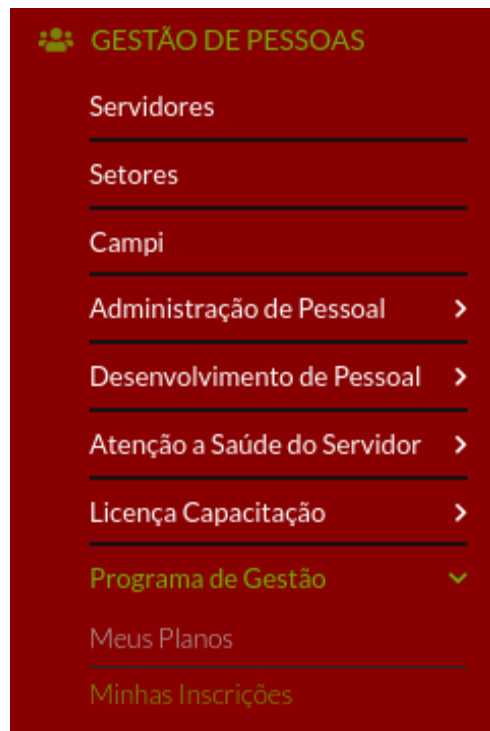 GESTÃO DE PESSOAS
Servidores
Setores
Campi
Administração de Pessoal
Desenvolvimento de Pessoal
Atenção a Saúde do Servidor
Licença Capacitação
Programa de Gestão
Meus Planos
Minhas Inscrições